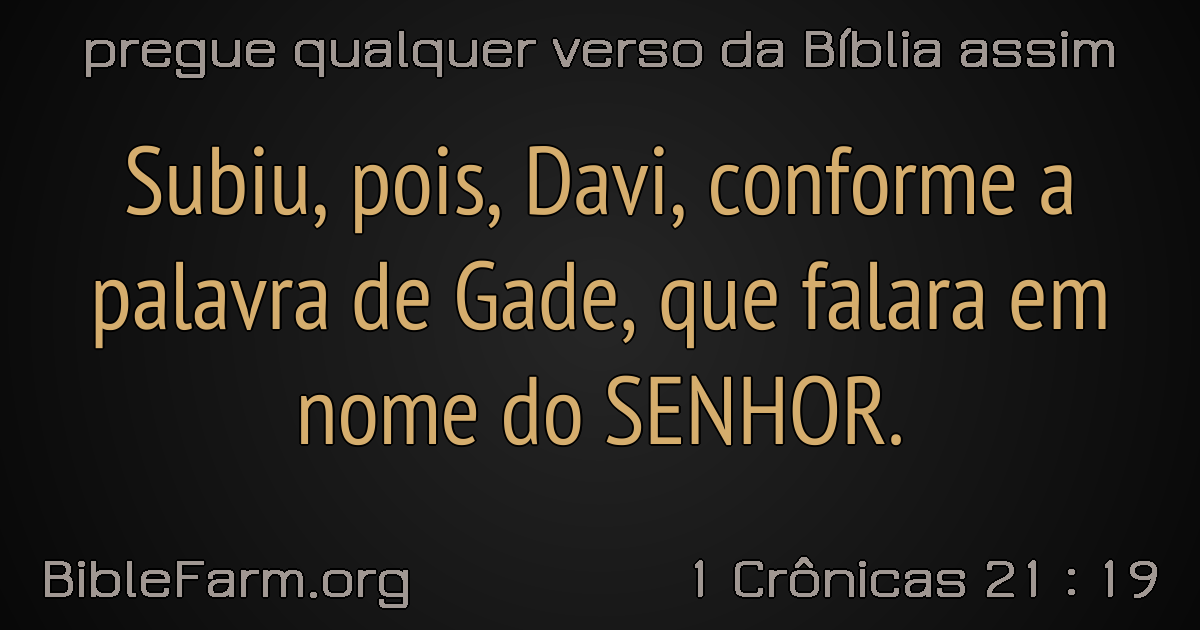 pregue qualquer verso da Bíblia assim
Subiu, pois, Davi, conforme a
palavra de Gade, que falara em
nome do SENHOR.
BibleFarm.org
1 Crônicas 21 : 19